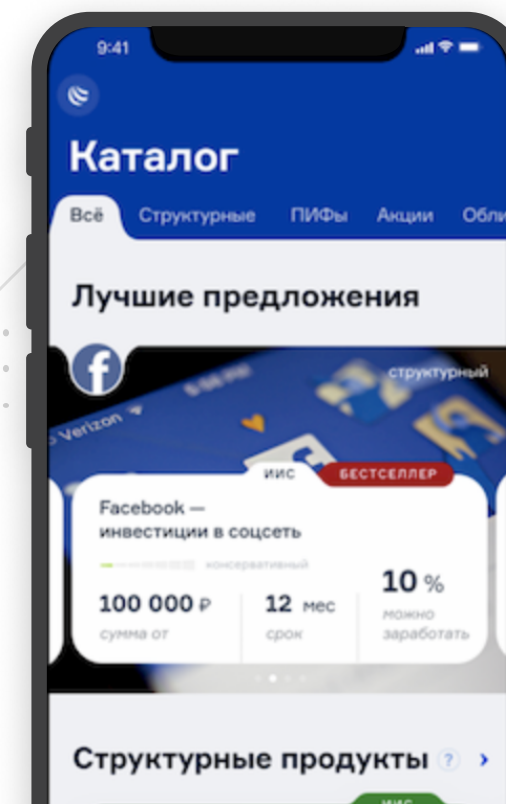 9:41
Каталог
Всё Структурные ПИФы Акции Обли
Лучшие предложения
f
структурный
Verizon
ИИС БЕСТСЕЛЛЕР
Facebook —
инвестиции в соцсеть
консервативный
100 000 ₽ 12 мес 10 %
сумма от срок можно
заработать
Структурные продукты ? ›
ИИС